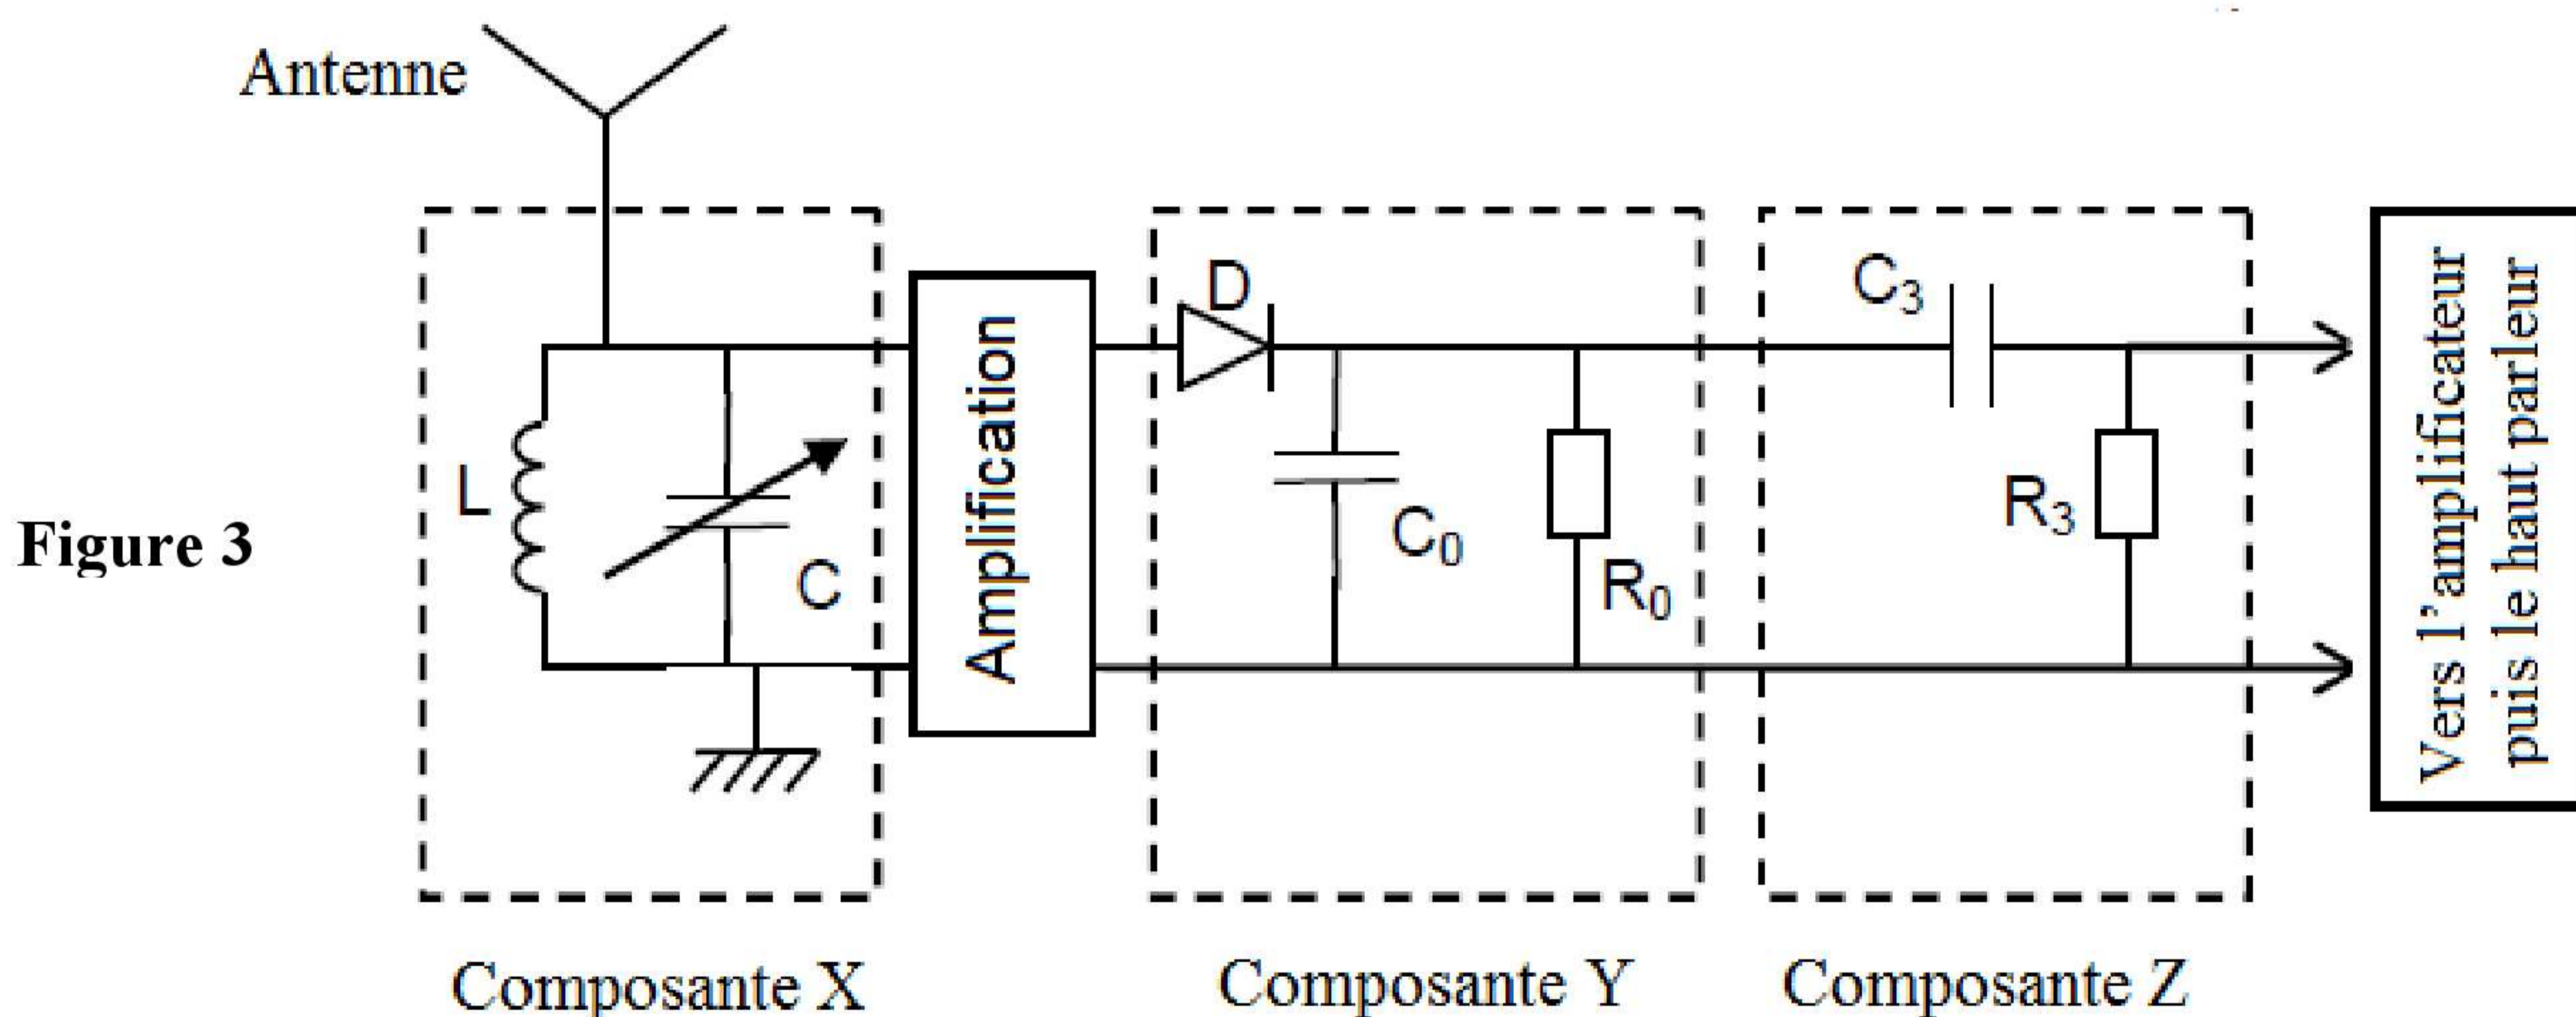 Antenne
Figure 3
L
C
Amplification
D
C₀
R₀
C₃
R₃
Vers l'amplificateur
puis le haut parleur
Composante X
Composante Y
Composante Z